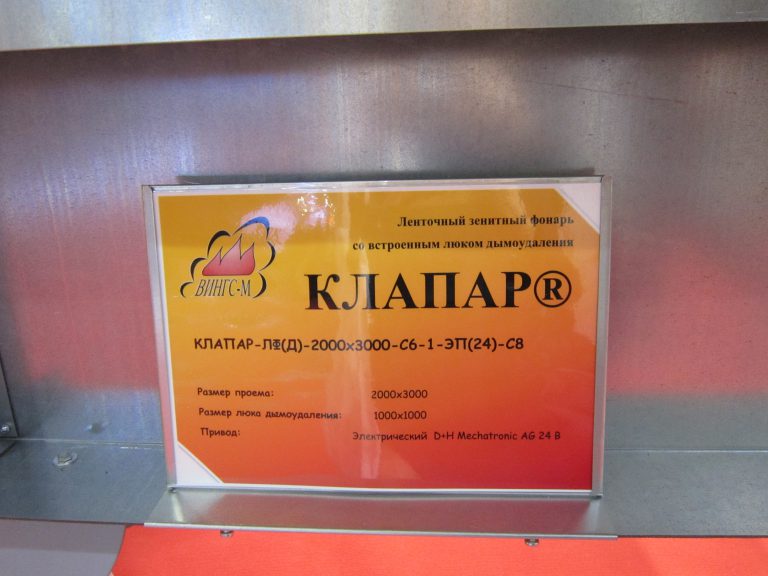 Ленточный зенитный фонарь
со встроенным люком дымоудаления
ВИНГС-М
КЛАПАР®
КЛАПАР-ЛФ(Д)-2000х3000-С6-1-ЭП(24)-С8
Размер проема: 2000х3000
Размер люка дымоудаления: 1000х1000
Привод: Электрический D+H Mechatronic AG 24 В